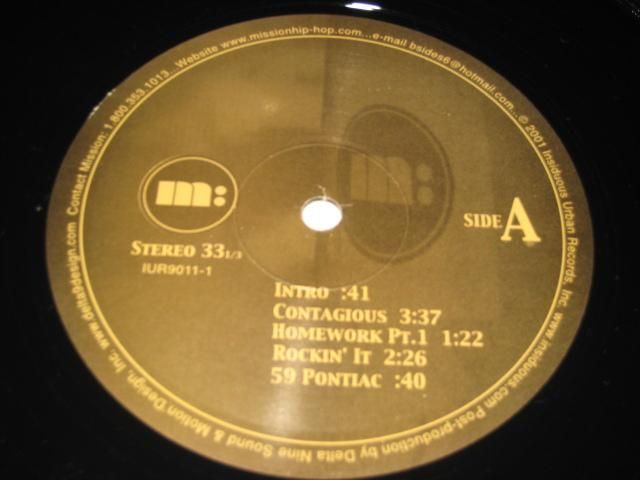 Contact Mission: 1.800.353.1013...Website www.missionhip-hop.com...e-mail bsides6@hotmail.com...© 2001 Insiduous Urban Records, Inc www.insiduous.com Post-production by Delta Nine Sound & Motion Design, Inc. www.delta9design.com
m:
m:
SIDE A
STEREO 33 1/3
IUR9011-1
INTRO :41
CONTAGIOUS 3:37
HOMEWORK PT.1 1:22
ROCKIN' IT 2:26
59 PONTIAC :40